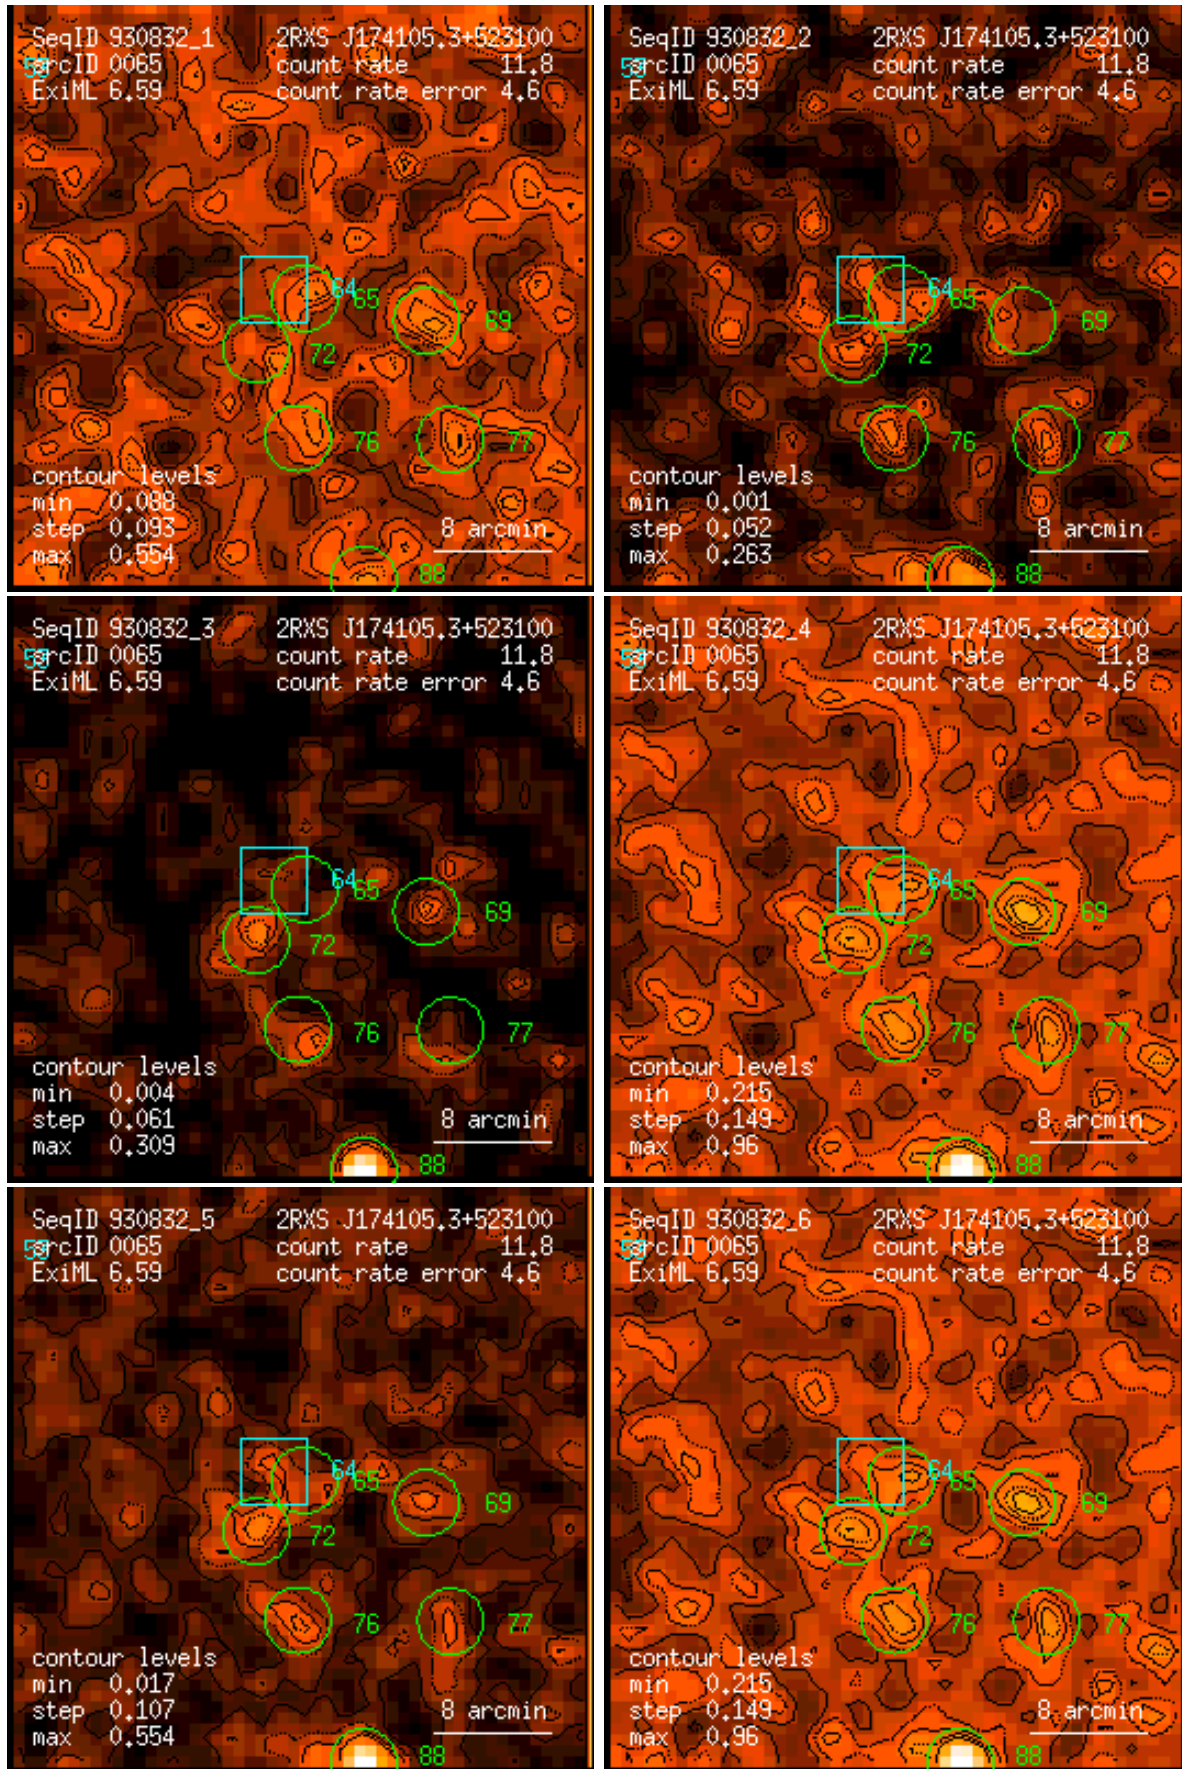 SeqID 930832_1 2RXS J174105.3+523100
59 srcID 0065 count rate 11.8
ExiML 6.59 count rate error 4.6
64 65
69
72
76 77
contour levels
min 0.088
step 0.093 8 arcmin
max 0.554
88
SeqID 930832_2 2RXS J174105.3+523100
59 srcID 0065 count rate 11.8
ExiML 6.59 count rate error 4.6
64 65
69
72
76 77
contour levels
min 0.001
step 0.052 8 arcmin
max 0.263
88
SeqID 930832_3 2RXS J174105.3+523100
59 srcID 0065 count rate 11.8
ExiML 6.59 count rate error 4.6
64 65
69
72
76 77
contour levels
min 0.004
step 0.061 8 arcmin
max 0.309
88
SeqID 930832_4 2RXS J174105.3+523100
59 srcID 0065 count rate 11.8
ExiML 6.59 count rate error 4.6
64 65
69
72
76 77
contour levels
min 0.215
step 0.149 8 arcmin
max 0.96
88
SeqID 930832_5 2RXS J174105.3+523100
59 srcID 0065 count rate 11.8
ExiML 6.59 count rate error 4.6
64 65
69
72
76 77
contour levels
min 0.017
step 0.107 8 arcmin
max 0.554
88
SeqID 930832_6 2RXS J174105.3+523100
59 srcID 0065 count rate 11.8
ExiML 6.59 count rate error 4.6
64 65
69
72
76 77
contour levels
min 0.215
step 0.149 8 arcmin
max 0.96
88